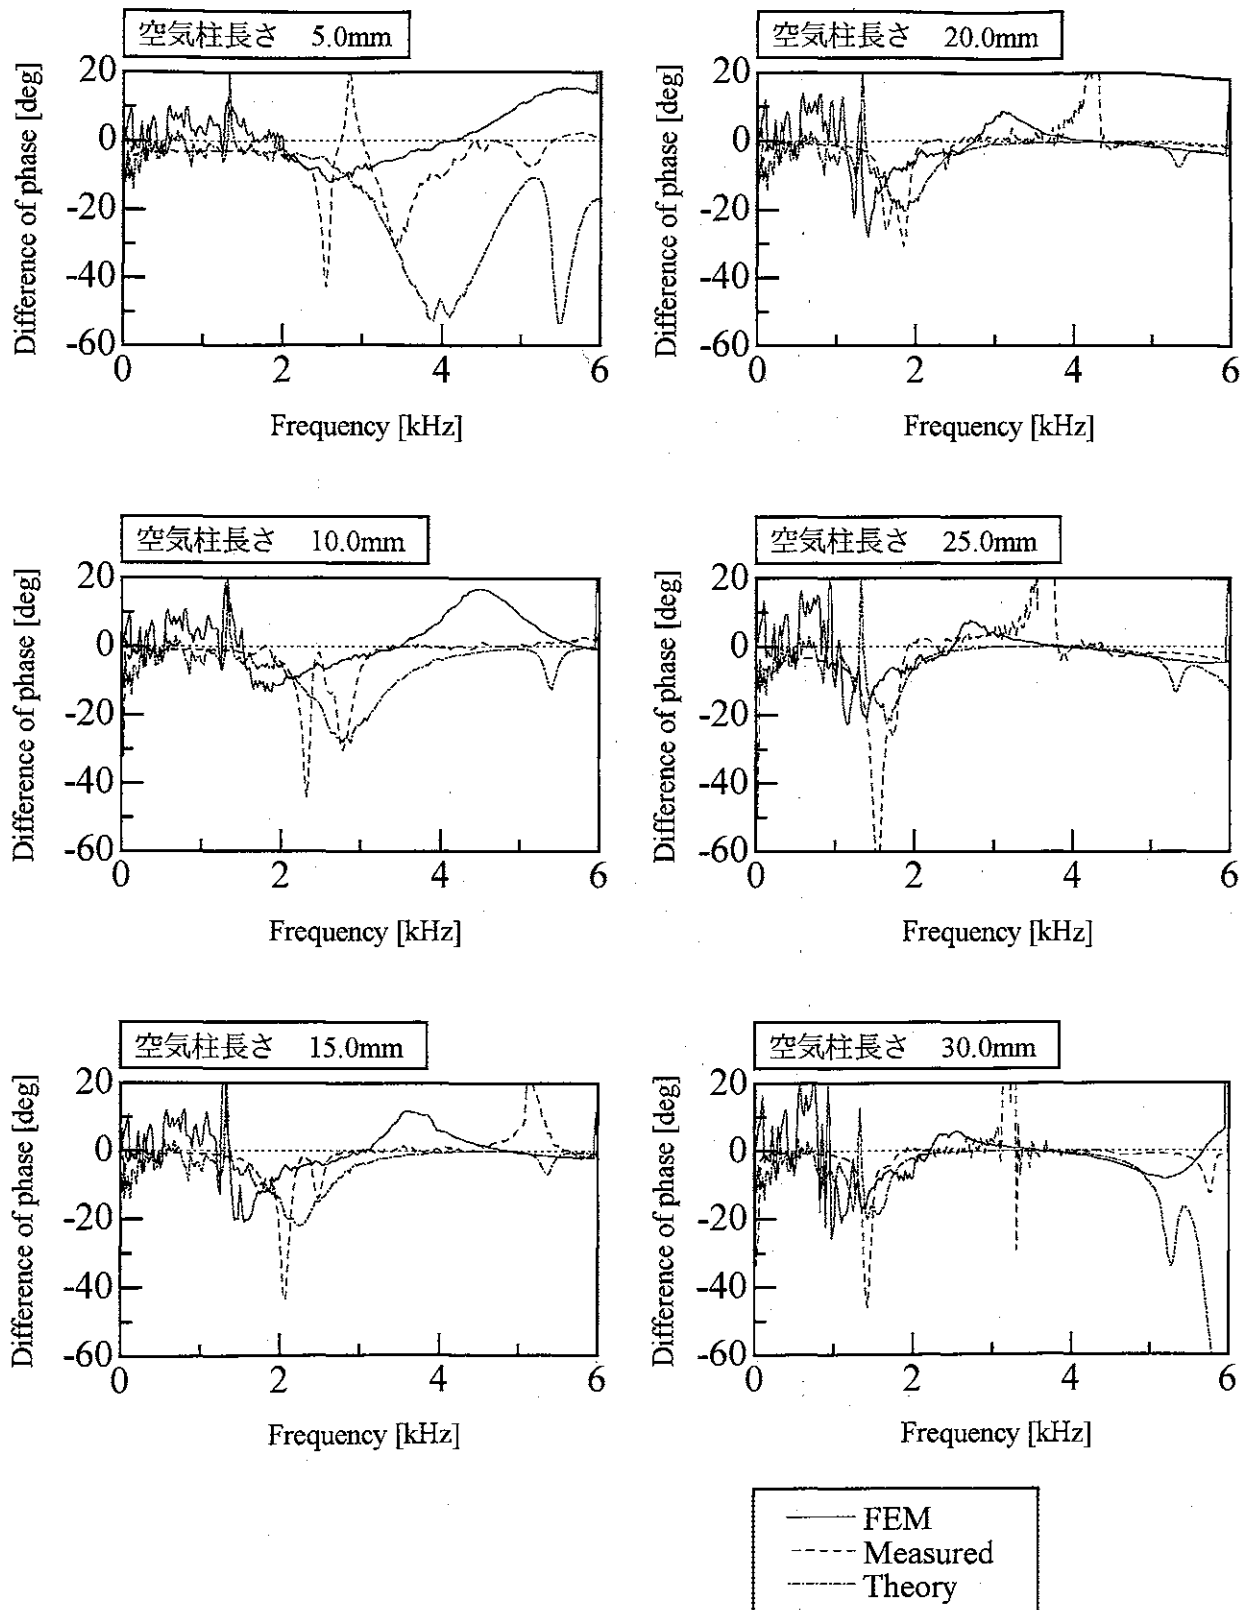 空気柱長さ 5.0mm
Difference of phase [deg]
20
0
-20
-40
-60
0 2 4 6
Frequency [kHz]
空気柱長さ 20.0mm
Difference of phase [deg]
20
0
-20
-40
-60
0 2 4 6
Frequency [kHz]
空気柱長さ 10.0mm
Difference of phase [deg]
20
0
-20
-40
-60
0 2 4 6
Frequency [kHz]
空気柱長さ 25.0mm
Difference of phase [deg]
20
0
-20
-40
-60
0 2 4 6
Frequency [kHz]
空気柱長さ 15.0mm
Difference of phase [deg]
20
0
-20
-40
-60
0 2 4 6
Frequency [kHz]
空気柱長さ 30.0mm
Difference of phase [deg]
20
0
-20
-40
-60
0 2 4 6
Frequency [kHz]
FEM
Measured
Theory